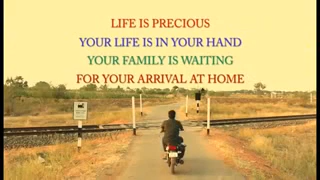 LIFE IS PRECIOUS
YOUR LIFE IS IN YOUR HAND
YOUR FAMILY IS WAITING
FOR YOUR ARRIVAL AT HOME